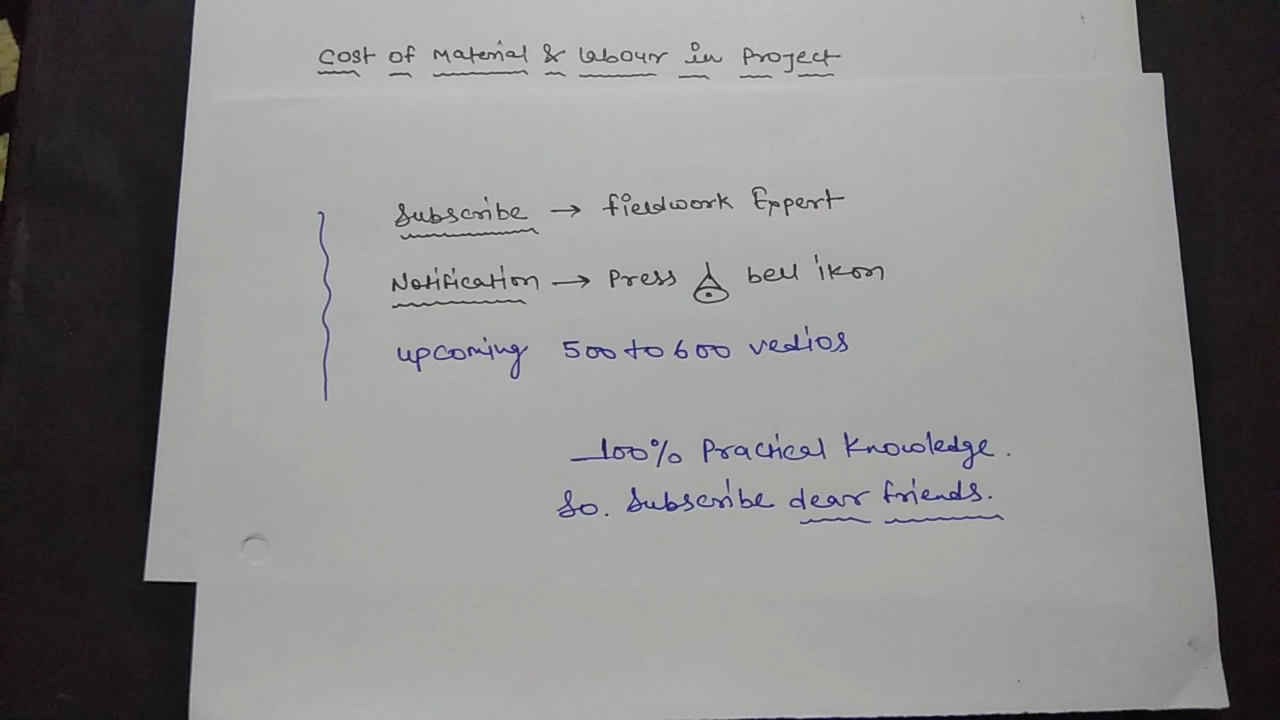 Cost of Material & Labour in Project
Subscribe → fieldwork Expert
Notification → Press bell ikon
upcoming 500 to 600 vedios
100% Practical Knowledge.
So. Subscribe dear friends.